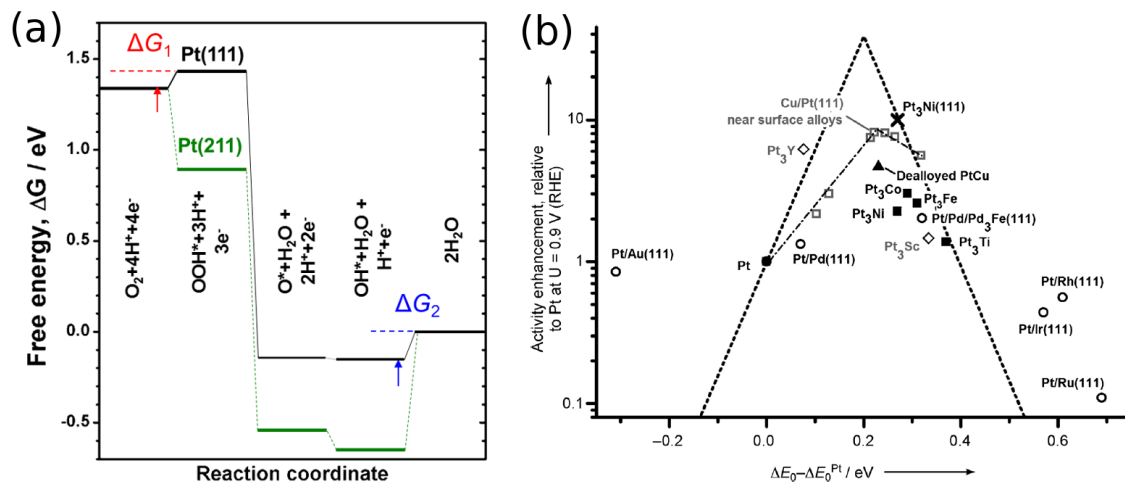 (a)
Free energy, ΔG / eV
1.5
1.0
0.5
0.0
-0.5
ΔG1
Pt(111)
Pt(211)
O2+4H++4e-
OOH*+3H++
3e-
O*+H2O +
2H++2e-
OH*+H2O +
H++e-
2H2O
ΔG2
Reaction coordinate
(b)
Activity enhancement, relative
to Pt at U = 0.9 V (RHE)
10
1
0.1
Cu/Pt(111)
near surface alloys
Pt3Ni(111)
Pt3Y
Dealloyed PtCu
Pt3Co
Pt3Fe
Pt3Ni
Pt/Pd/Pd3Fe(111)
Pt3Sc
Pt3Ti
Pt/Au(111)
Pt
Pt/Pd(111)
Pt/Rh(111)
Pt/Ir(111)
Pt/Ru(111)
−0.2
0.0
0.2
0.4
0.6
ΔE0–ΔE0Pt / eV